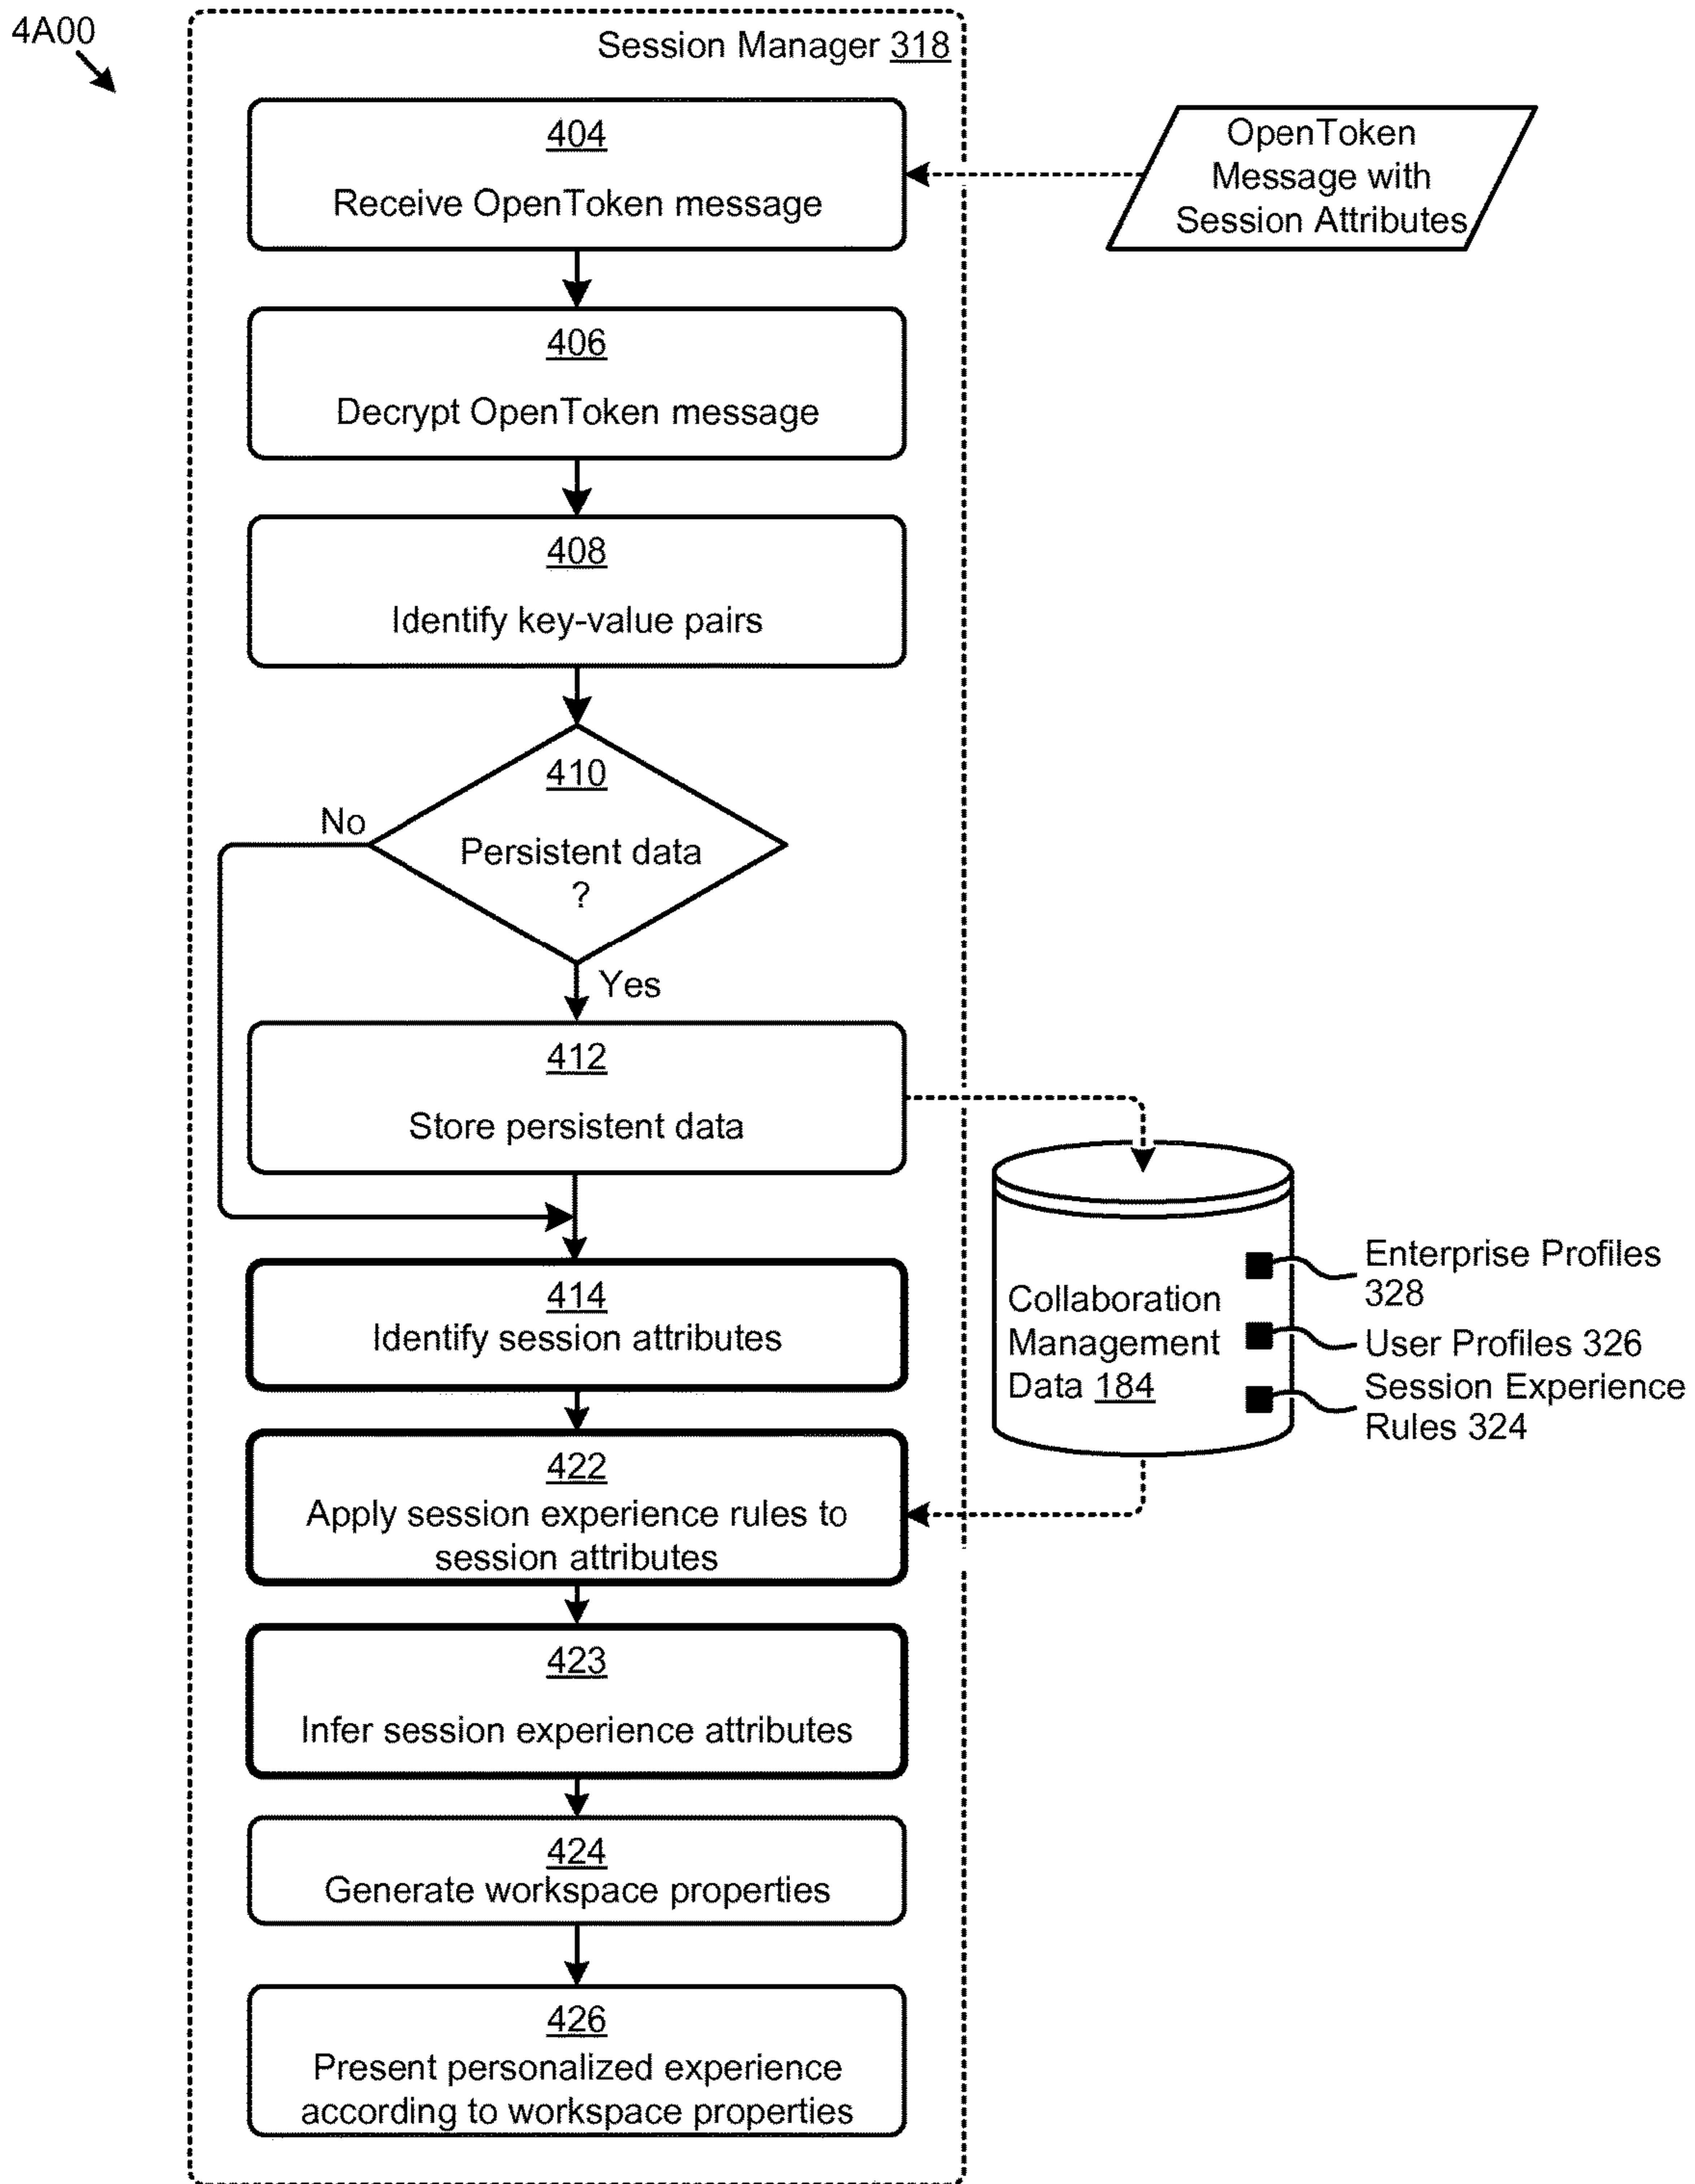 4A00
Session Manager 318
404
Receive OpenToken message
OpenToken
Message with
Session Attributes
406
Decrypt OpenToken message
408
Identify key-value pairs
410
Persistent data
?
No
Yes
412
Store persistent data
414
Identify session attributes
Collaboration
Management
Data 184
Enterprise Profiles
328
User Profiles 326
Session Experience
Rules 324
422
Apply session experience rules to
session attributes
423
Infer session experience attributes
424
Generate workspace properties
426
Present personalized experience
according to workspace properties